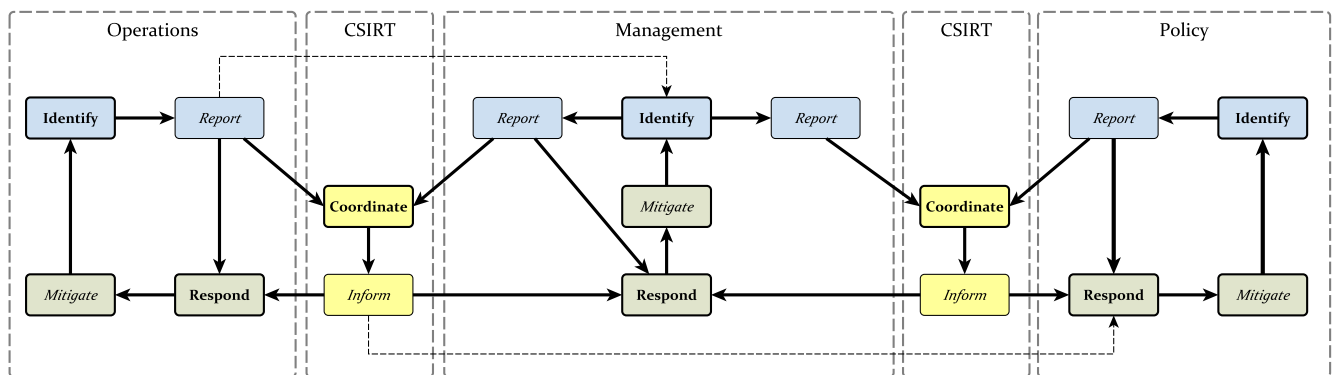 Operations
CSIRT
Management
CSIRT
Policy
Identify
Report
Report
Identify
Report
Report
Identify
Coordinate
Mitigate
Coordinate
Mitigate
Respond
Inform
Respond
Inform
Respond
Mitigate